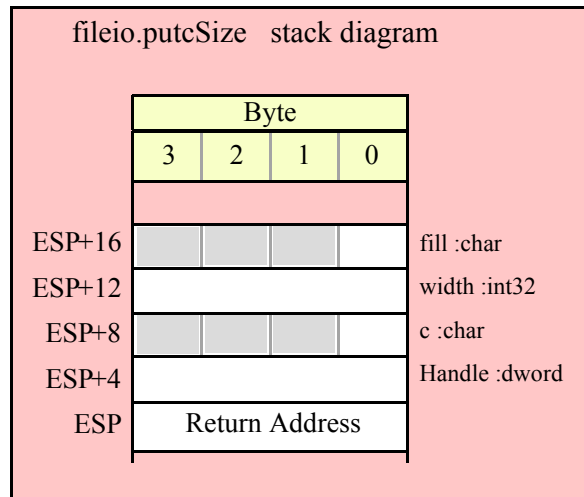 fileio.putcSize stack diagram
Byte
3 2 1 0
ESP+16 fill :char
ESP+12 width :int32
ESP+8 c :char
ESP+4 Handle :dword
ESP Return Address